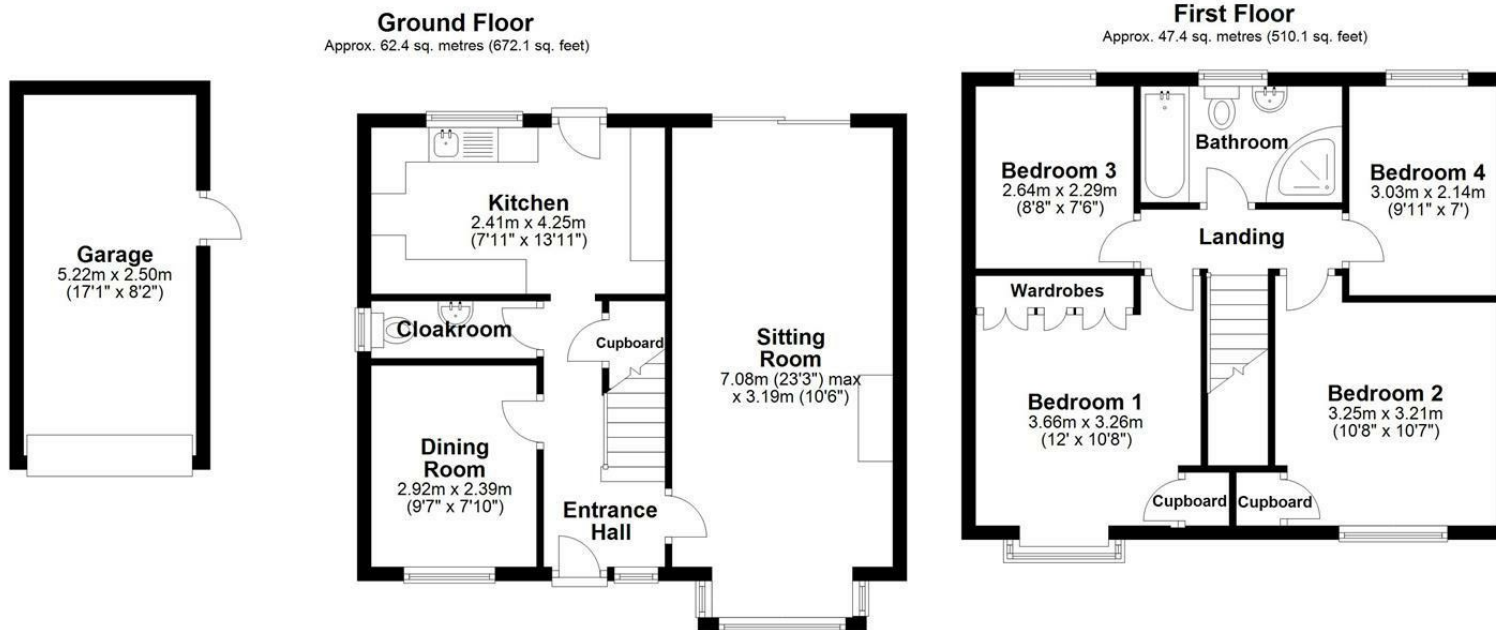 Ground Floor
Approx. 62.4 sq. metres (672.1 sq. feet)
Garage
5.22m x 2.50m
(17'1" x 8'2")
Kitchen
2.41m x 4.25m
(7'11" x 13'11")
Cloakroom
Cupboard
Sitting
Room
7.08m (23'3") max
x 3.19m (10'6")
Dining
Room
2.92m x 2.39m
(9'7" x 7'10")
Entrance
Hall
First Floor
Approx. 47.4 sq. metres (510.1 sq. feet)
Bedroom 3
2.64m x 2.29m
(8'8" x 7'6")
Bathroom
Bedroom 4
3.03m x 2.14m
(9'11" x 7')
Landing
Wardrobes
Bedroom 1
3.66m x 3.26m
(12' x 10'8")
Bedroom 2
3.25m x 3.21m
(10'8" x 10'7")
Cupboard
Cupboard